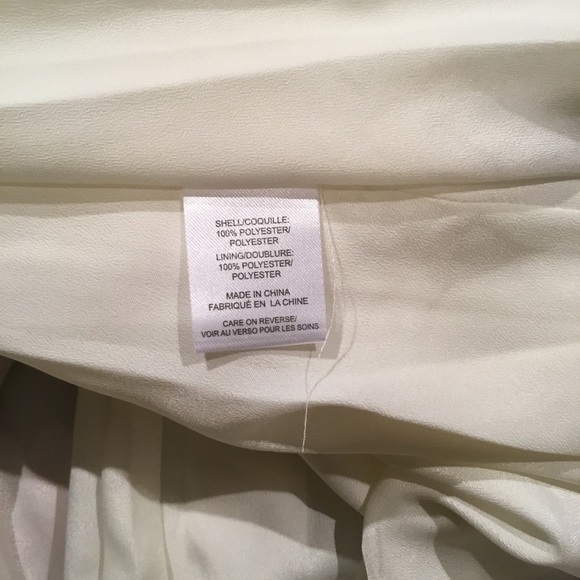 SHELL/COQUILLE:
100% POLYESTER/
POLYESTER
LINING/DOUBLURE:
100% POLYESTER/
POLYESTER
MADE IN CHINA
FABRIQUÉ EN LA CHINE
CARE ON REVERSE/
VOIR AU VERSO POUR LES SOINS